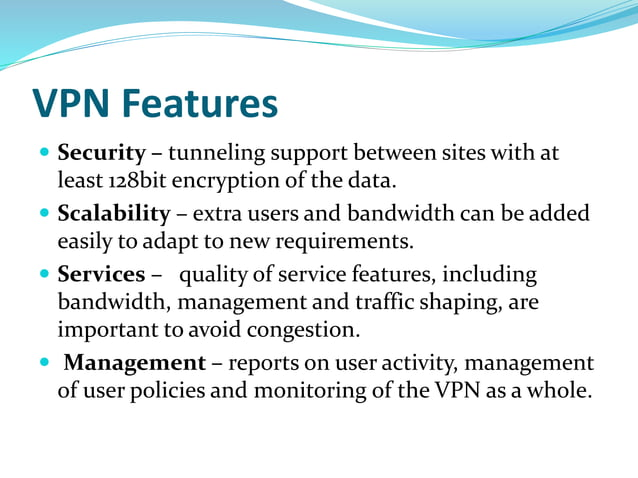 VPN Features
• Security – tunneling support between sites with at
least 128bit encryption of the data.
• Scalability – extra users and bandwidth can be added
easily to adapt to new requirements.
• Services – quality of service features, including
bandwidth, management and traffic shaping, are
important to avoid congestion.
• Management – reports on user activity, management
of user policies and monitoring of the VPN as a whole.